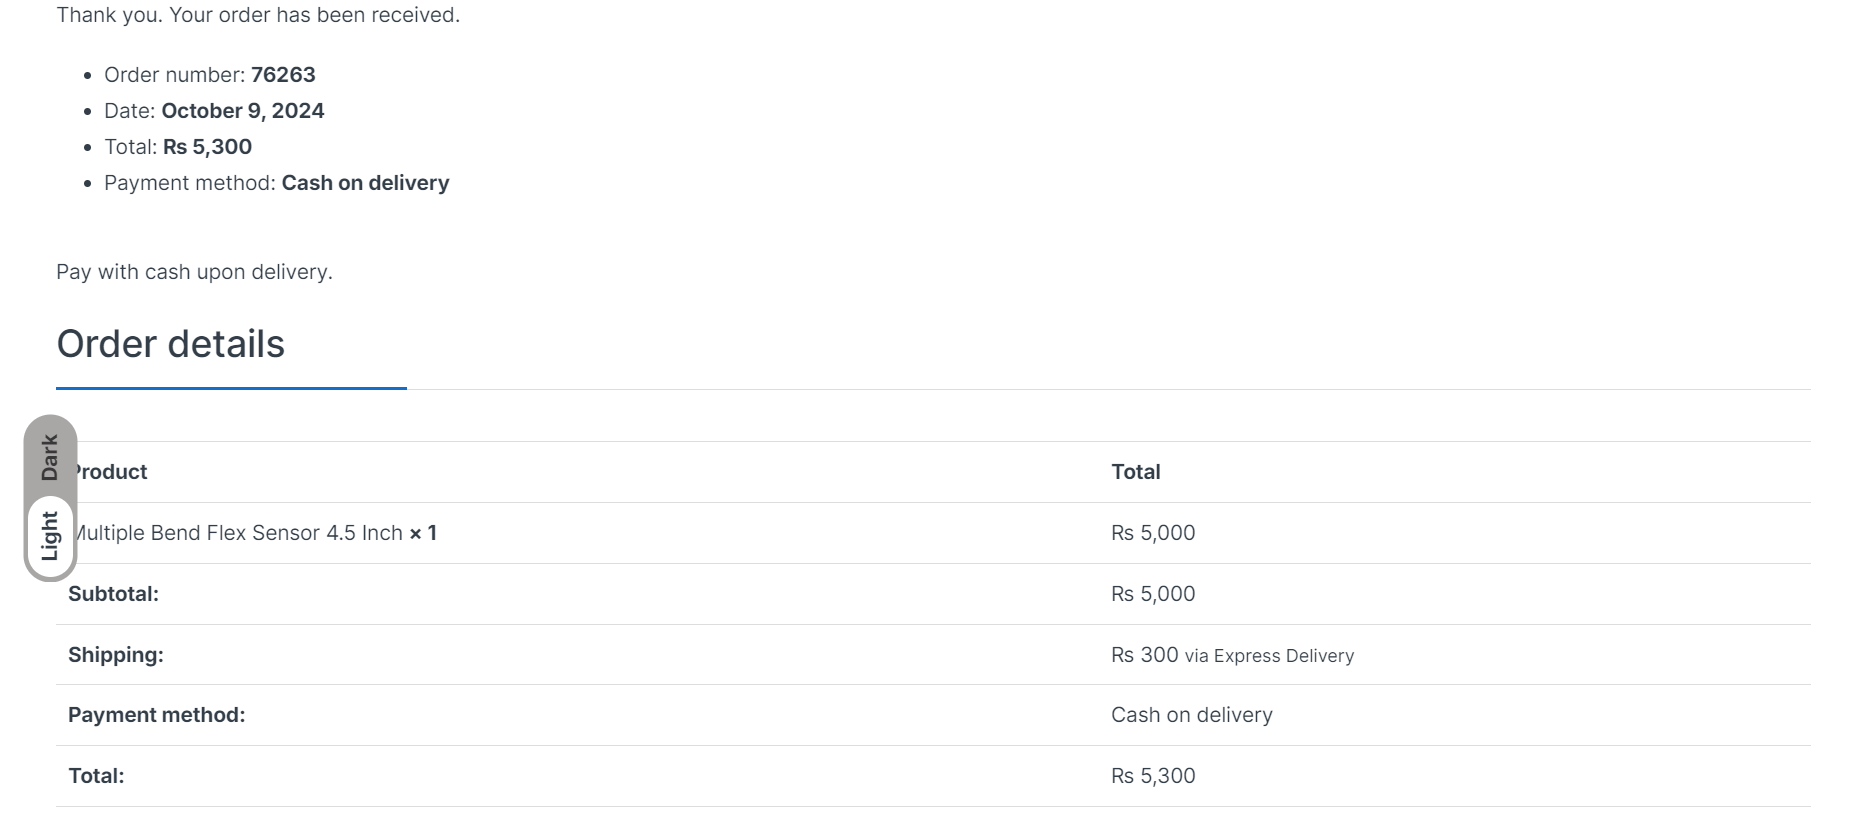 Thank you. Your order has been received.
Order number: 76263
Date: October 9, 2024
Total: Rs 5,300
Payment method: Cash on delivery
Pay with cash upon delivery.
Order details
Dark
Light
Product Total
Multiple Bend Flex Sensor 4.5 Inch × 1 Rs 5,000
Subtotal: Rs 5,000
Shipping: Rs 300 via Express Delivery
Payment method: Cash on delivery
Total: Rs 5,300